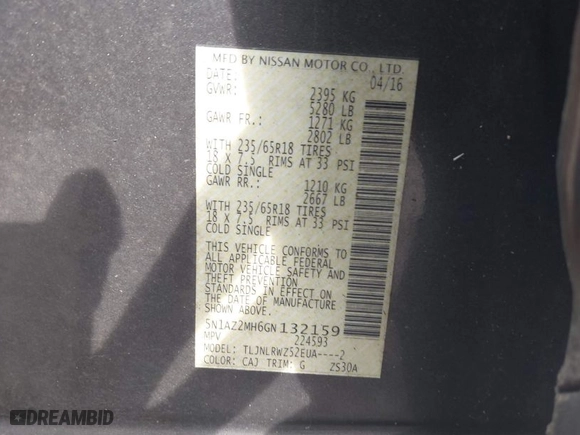 MFD BY NISSAN MOTOR CO., LTD.
DATE: 04/16
GVWR: 2395 KG
5280 LB
GAWR FR.: 1271 KG
2802 LB
WITH 235/65R18 TIRES
18 X 7.5 RIMS AT 33 PSI
COLD SINGLE
GAWR RR.: 1210 KG
2667 LB
WITH 235/65R18 TIRES
18 X 7.5 RIMS AT 33 PSI
COLD SINGLE
THIS VEHICLE CONFORMS TO
ALL APPLICABLE FEDERAL
MOTOR VEHICLE SAFETY AND
THEFT PREVENTION
STANDARDS IN EFFECT ON
THE DATE OF MANUFACTURE
SHOWN ABOVE.
5N1AZ2MH6GN132159
MPV 224593
MODEL: TLJNLRWZ52EUA----2
COLOR: CAJ TRIM: G ZS30A
DREAMBID